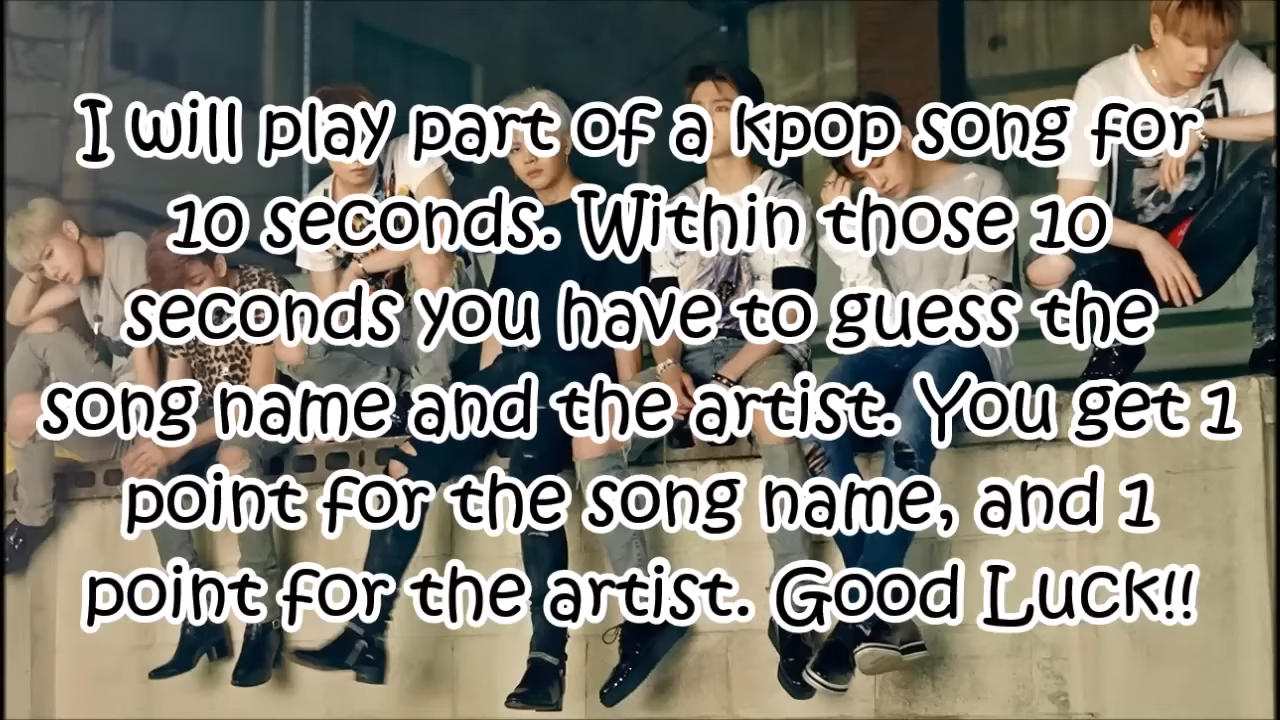 I will play part of a kpop song for
10 seconds. Within those 10
seconds you have to guess the
song name and the artist. You get 1
point for the song name, and 1
point for the artist. Good Luck!!